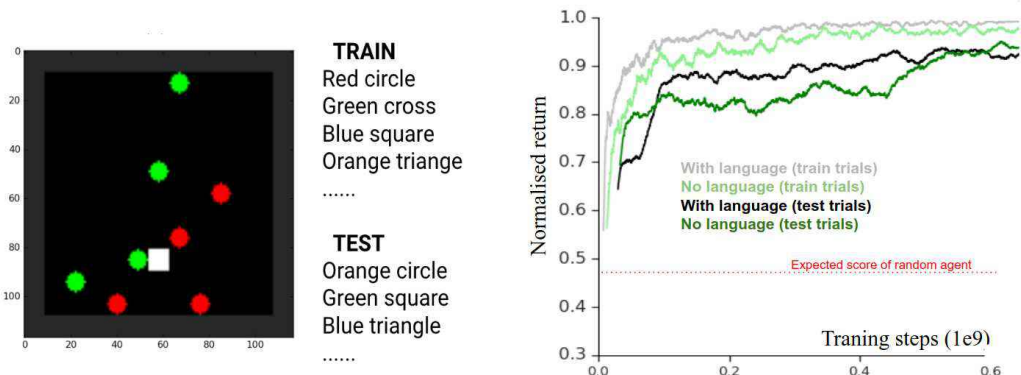 0
20
40
60
80
100
0
20
40
60
80
100
TRAIN
Red circle
Green cross
Blue square
Orange triange
......
TEST
Orange circle
Green square
Blue triangle
......
Normalised return
1.0
0.9
0.8
0.7
0.6
0.5
0.4
0.3
With language (train trials)
No language (train trials)
With language (test trials)
No language (test trials)
Expected score of random agent
Traning steps (1e9)
0.0
0.2
0.4
0.6